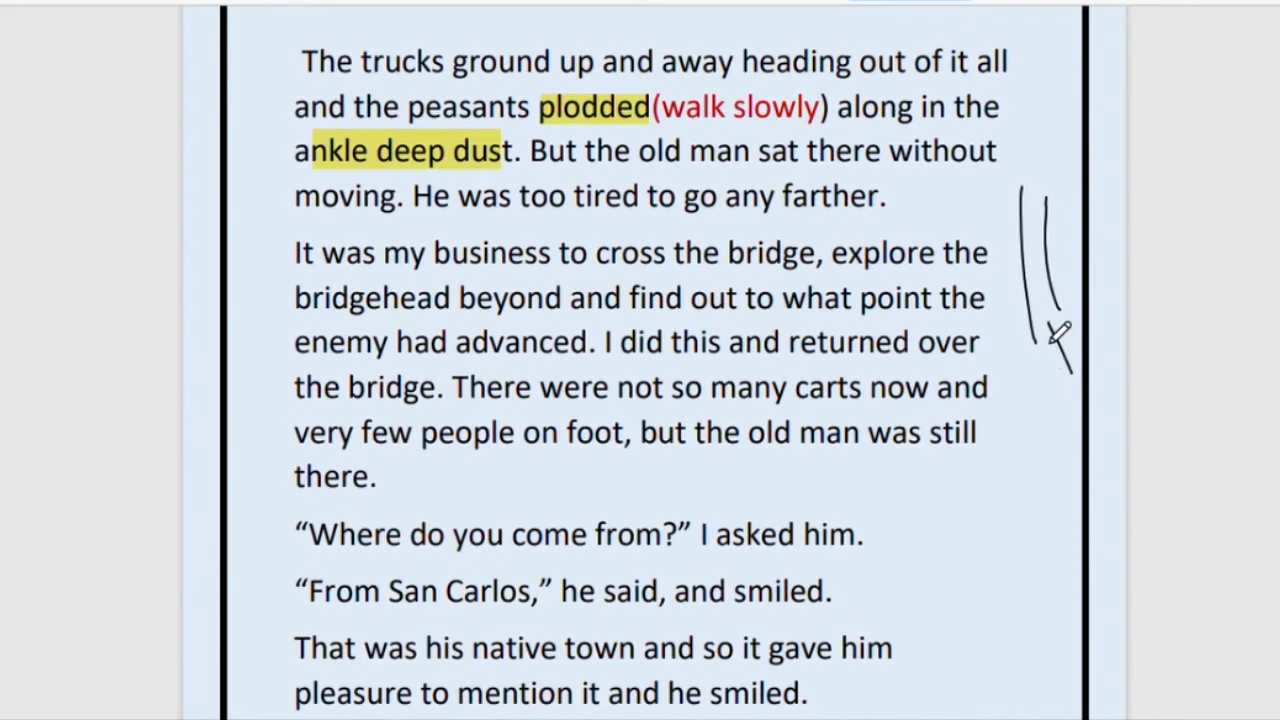 The trucks ground up and away heading out of it all
and the peasants plodded(walk slowly) along in the
ankle deep dust. But the old man sat there without
moving. He was too tired to go any farther.
It was my business to cross the bridge, explore the
bridgehead beyond and find out to what point the
enemy had advanced. I did this and returned over
the bridge. There were not so many carts now and
very few people on foot, but the old man was still
there.
“Where do you come from?” I asked him.
“From San Carlos,” he said, and smiled.
That was his native town and so it gave him
pleasure to mention it and he smiled.